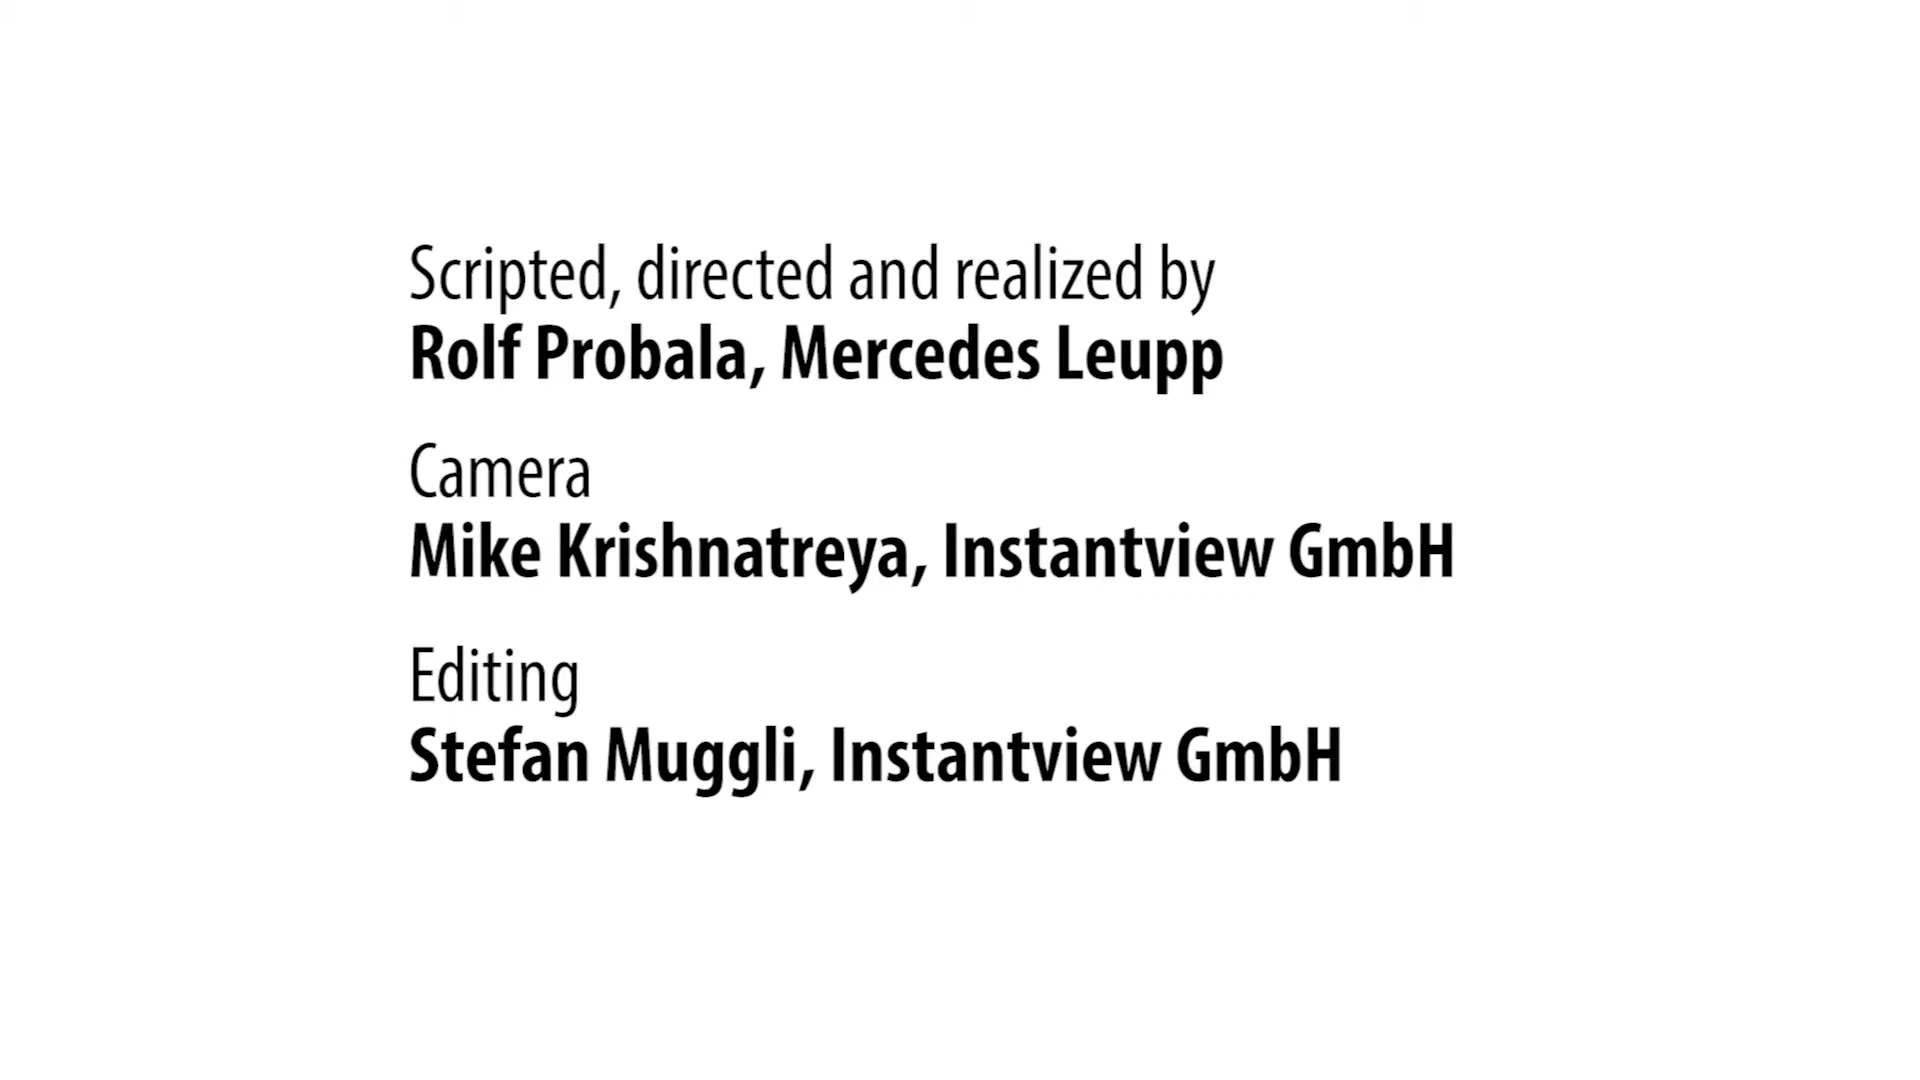 Scripted, directed and realized by
Rolf Probala, Mercedes Leupp
Camera
Mike Krishnatreya, Instantview GmbH
Editing
Stefan Muggli, Instantview GmbH